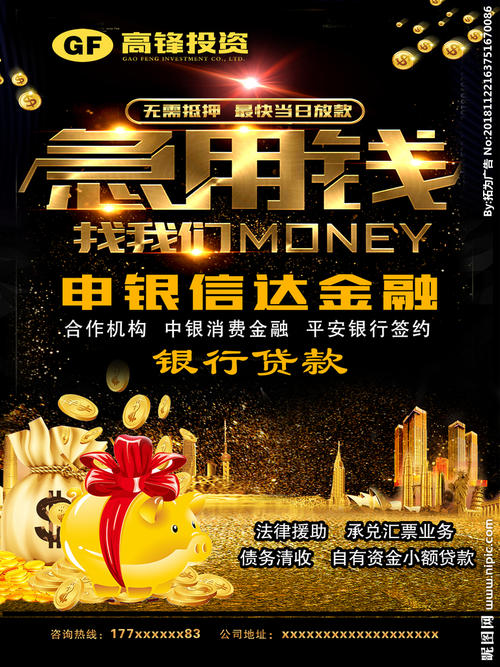 GF 高锋投资
GAO FENG INVESTMENT CO., LTD.
无需抵押 最快当日放款
急用钱
找我们MONEY
申银信达金融
合作机构 中银消费金融 平安银行签约
银行贷款
法律援助 承兑汇票业务
债务清收 自有资金小额贷款
咨询热线：177xxxxxx83 公司地址：xxxxxxxxxxxxxxxxxxx
By:拓为广告 No:20181122163751670086
昵图网 www.nipic.com